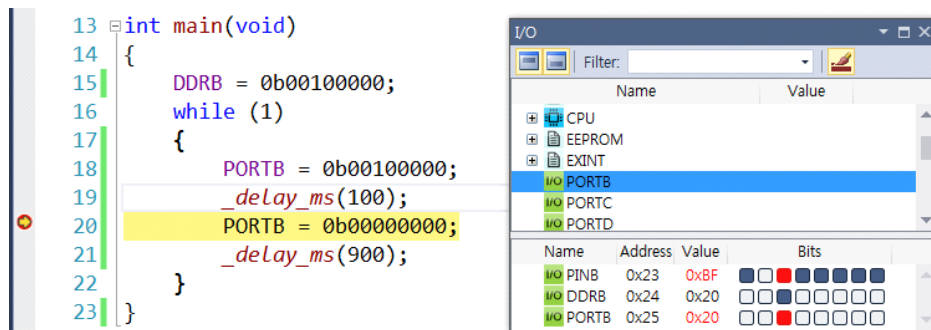 13 int main(void)
14 {
15 DDRB = 0b00100000;
16 while (1)
17 {
18 PORTB = 0b00100000;
19 _delay_ms(100);
20 PORTB = 0b00000000;
21 _delay_ms(900);
22 }
23 }
I/O
Filter:
Name Value
CPU
EEPROM
EXINT
I/O PORTB
I/O PORTC
I/O PORTD
Name Address Value Bits
I/O PINB 0x23 0xBF
I/O DDRB 0x24 0x20
I/O PORTB 0x25 0x20